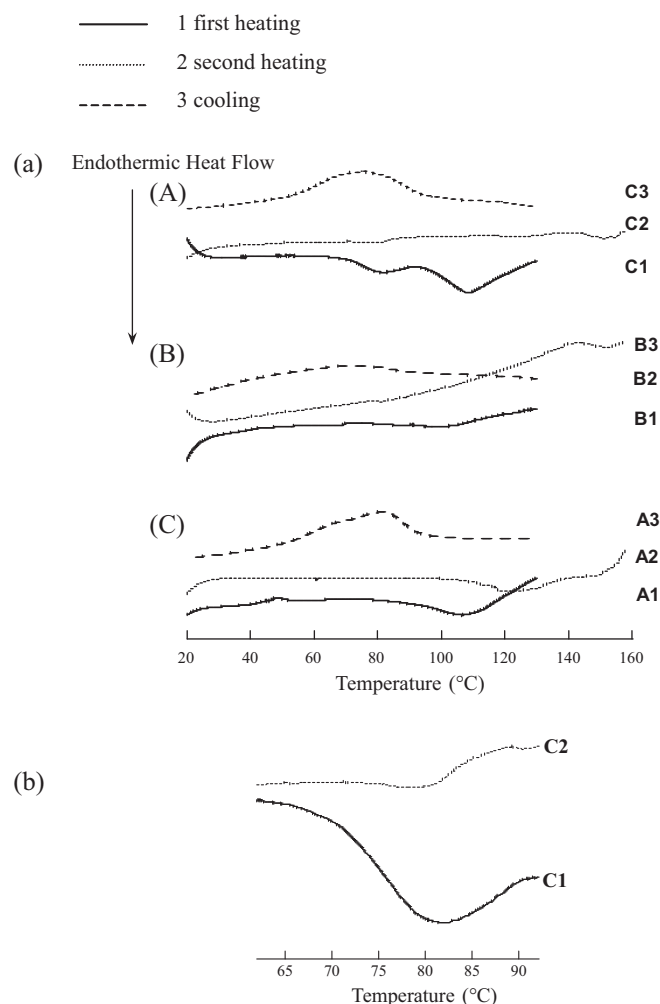 1 first heating
2 second heating
3 cooling
(a) Endothermic Heat Flow
(A)
C3
C2
C1
(B)
B3
B2
B1
(C)
A3
A2
A1
20 40 60 80 100 120 140 160
Temperature (°C)
(b)
C2
C1
65 70 75 80 85 90
Temperature (°C)